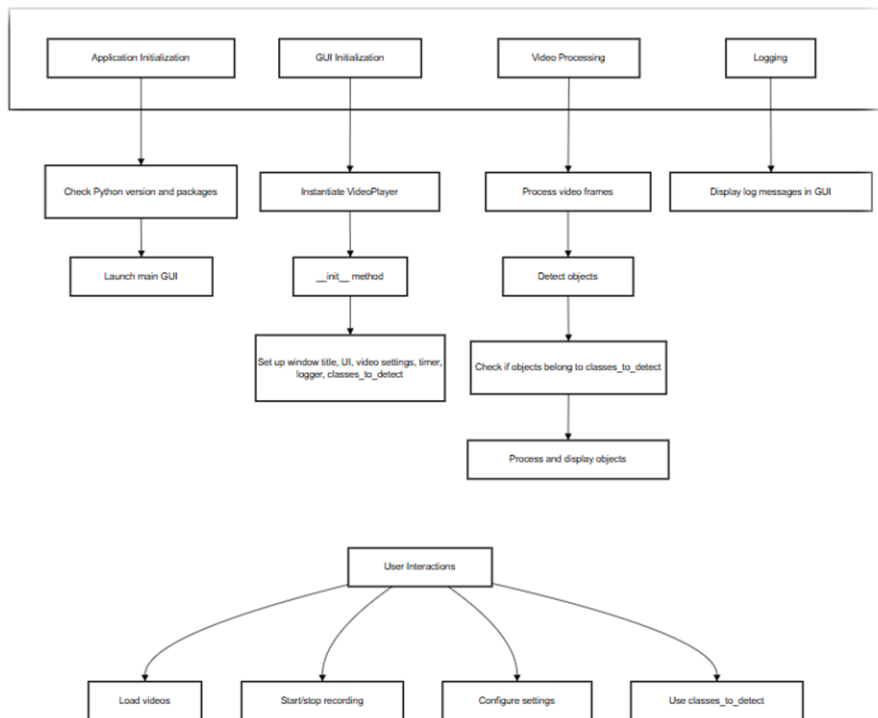 Application Initialization
GUI Initialization
Video Processing
Logging
Check Python version and packages
Instantiate VideoPlayer
Process video frames
Display log messages in GUI
Launch main GUI
__init__ method
Detect objects
Set up window title, UI, video settings, timer,
logger, classes_to_detect
Check if objects belong to classes_to_detect
Process and display objects
User Interactions
Load videos
Start/stop recording
Configure settings
Use classes_to_detect